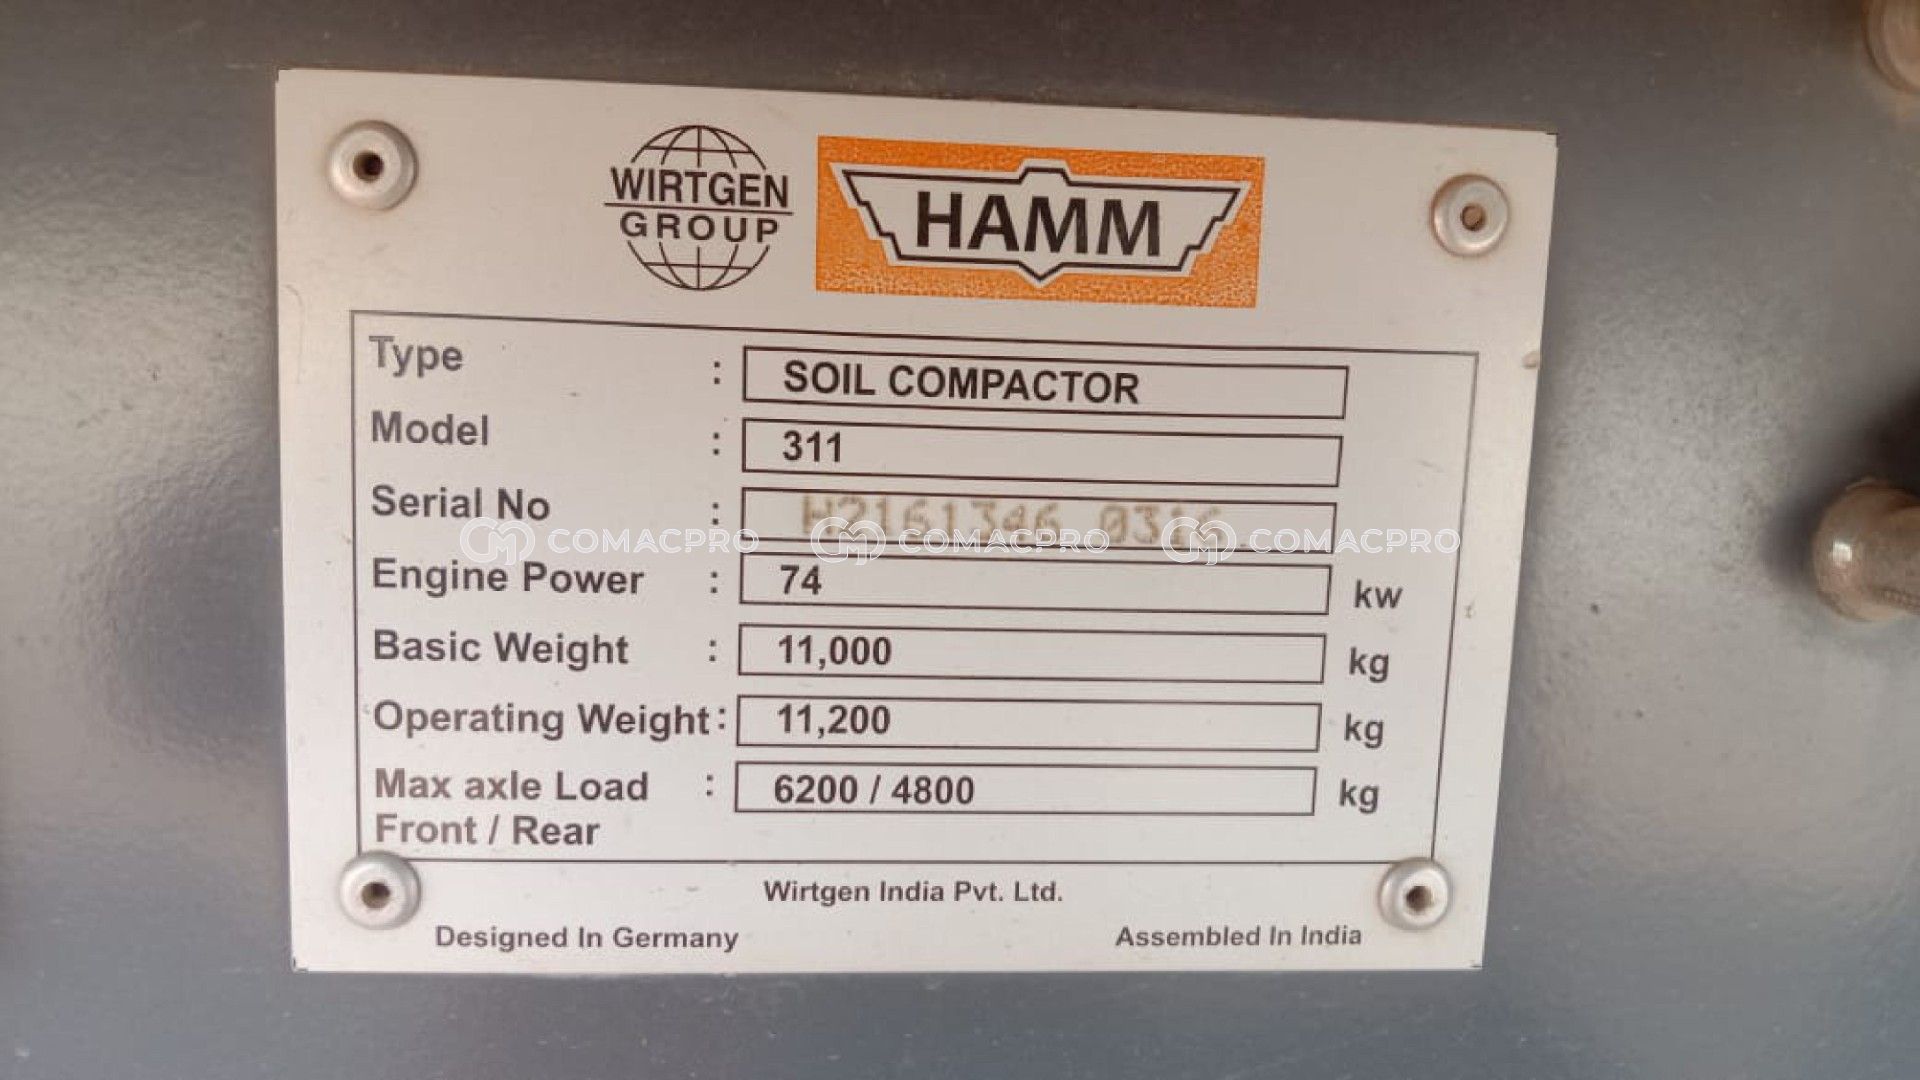 WIRTGEN
GROUP
HAMM
Type : SOIL COMPACTOR
Model : 311
Serial No :
COMACPRO COMACPRO COMACPRO
Engine Power : 74 kw
Basic Weight : 11,000 kg
Operating Weight : 11,200 kg
Max axle Load : 6200 / 4800 kg
Front / Rear
Wirtgen India Pvt. Ltd.
Designed In Germany
Assembled In India